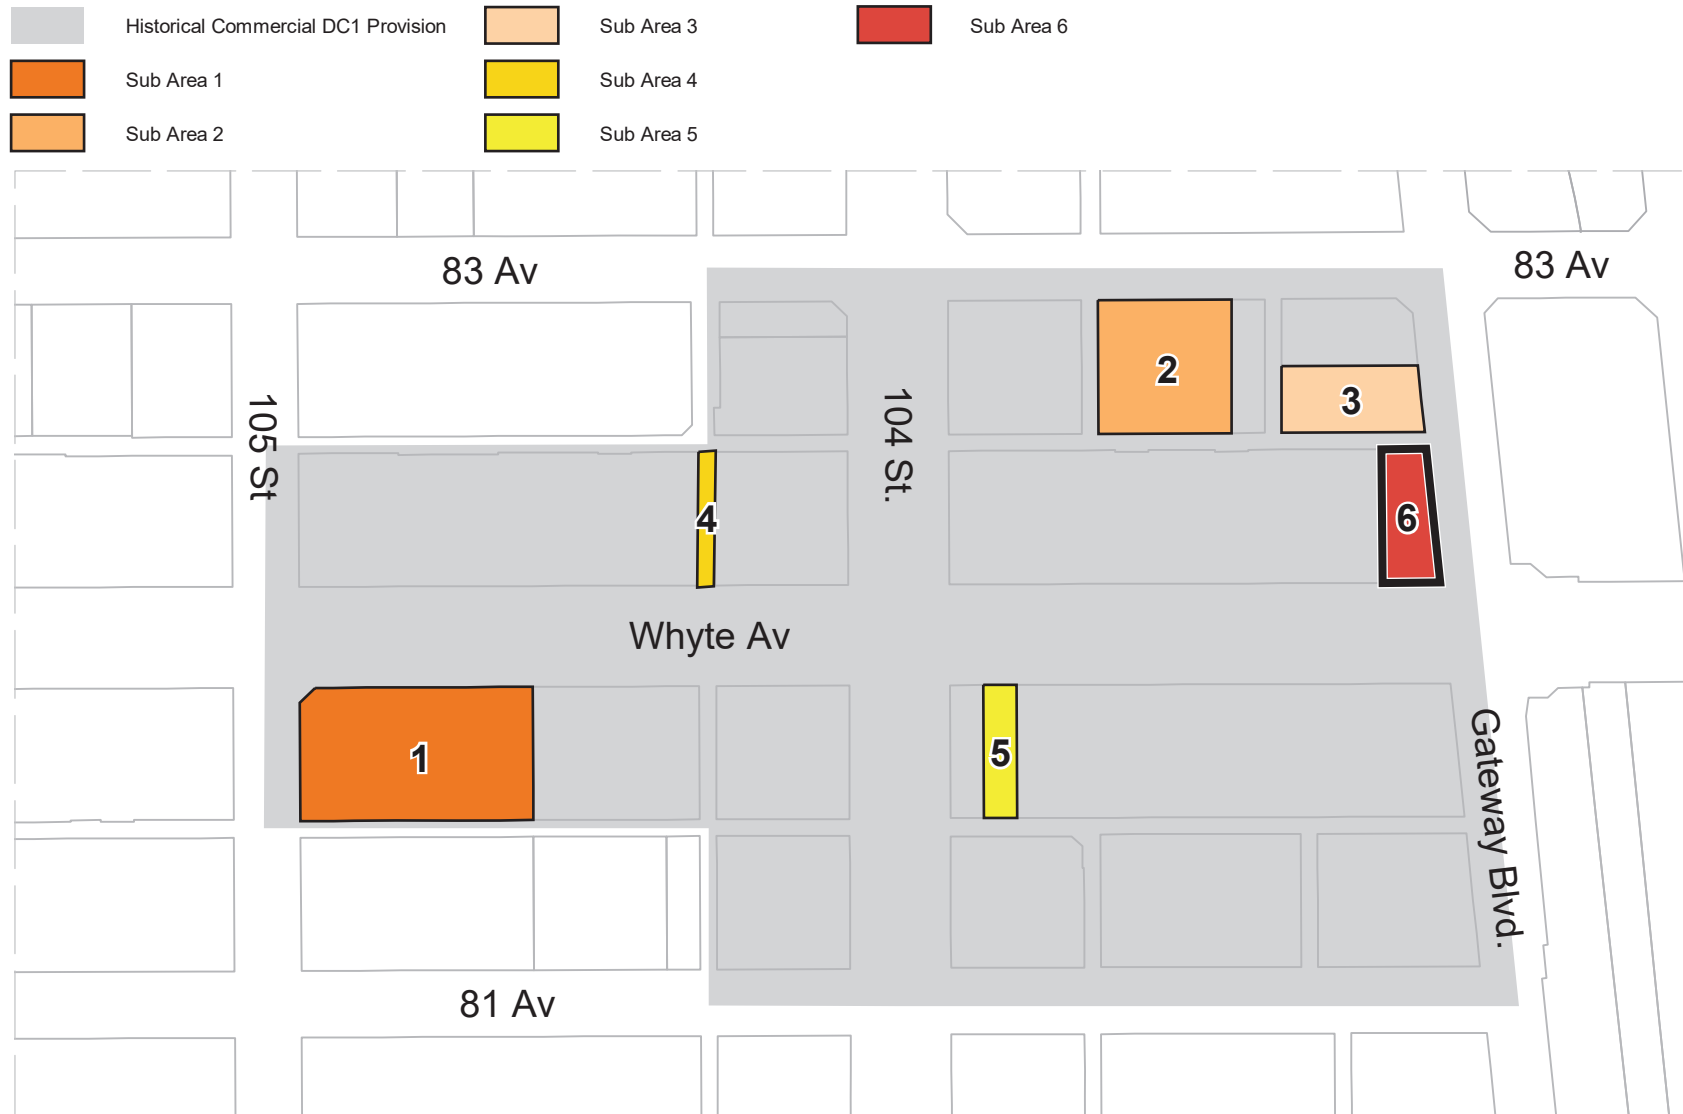 Historical Commercial DC1 Provision
Sub Area 1
Sub Area 2
Sub Area 3
Sub Area 4
Sub Area 5
Sub Area 6
83 Av
83 Av
105 St
104 St.
2
3
4
6
Whyte Av
1
5
Gateway Blvd.
81 Av